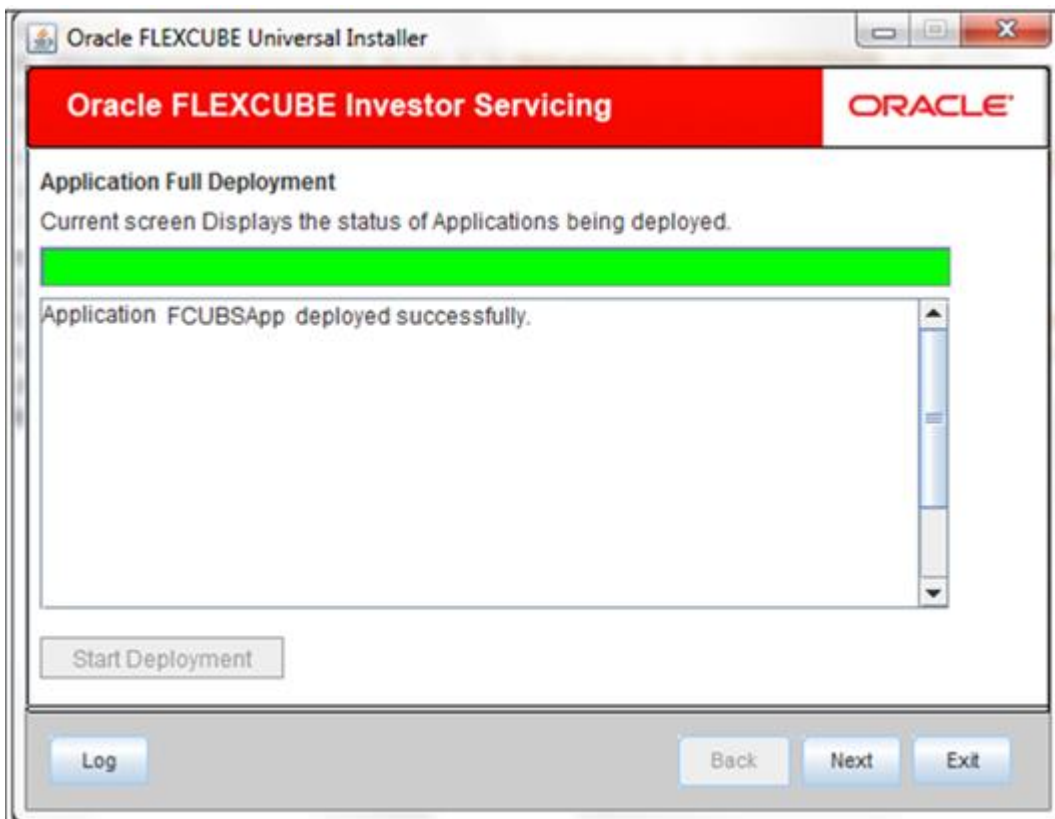 Oracle FLEXCUBE Universal Installer
Oracle FLEXCUBE Investor Servicing
ORACLE
Application Full Deployment
Current screen Displays the status of Applications being deployed.
Application FCUBSApp deployed successfully.
Start Deployment
Log Back Next Exit